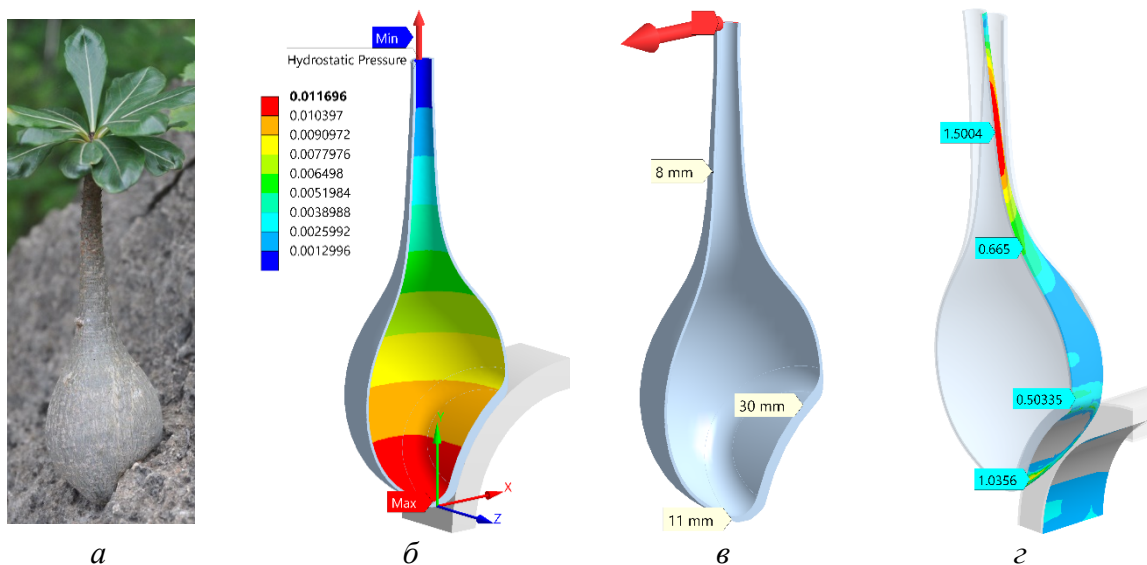 Min
Hydrostatic Pressure
0.011696
0.010397
0.0090972
0.0077976
0.006498
0.0051984
0.0038988
0.0025992
0.0012996
Max
Y
X
Z
8 mm
30 mm
11 mm
1.5004
0.665
0.50335
1.0356
а
б
в
г